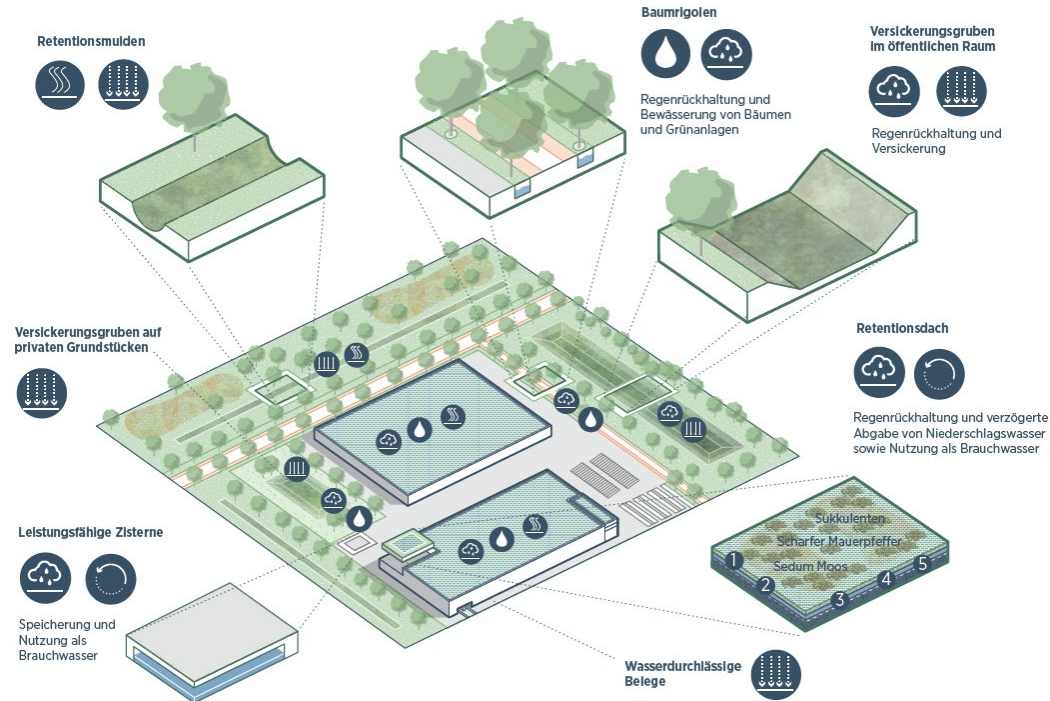 Retentionsmulden
Baumrigolen
Regenrückhaltung und
Bewässerung von Bäumen
und Grünanlagen
Versickerungsgruben
im öffentlichen Raum
Regenrückhaltung und
Versickerung
Versickerungsgruben auf
privaten Grundstücken
Retentionsdach
Regenrückhaltung und verzögerte
Abgabe von Niederschlagswasser
sowie Nutzung als Brauchwasser
Leistungsfähige Zisterne
Speicherung und
Nutzung als
Brauchwasser
Sukkulenten
Scharfer Mauerpfeffer
Sedum Moos
1
2
3
4
5
Wasserdurchlässige
Belege